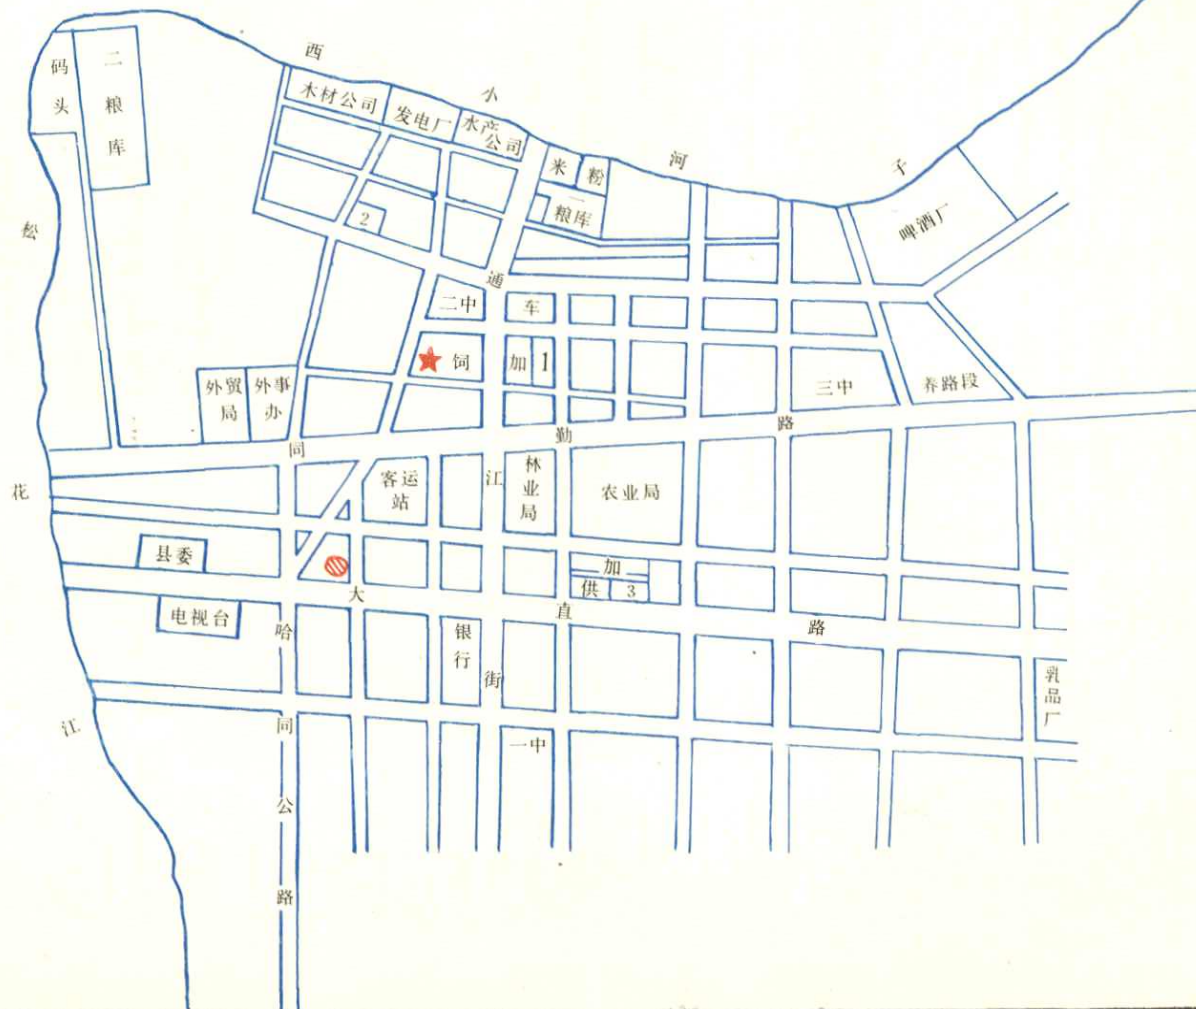 西小河子
松花江
码头
二粮库
木材公司
发电厂
水产公司
米
粉
一粮库
啤酒厂
2
通江街
二中
车
饲
加
1
三中
养路段
外贸局
外事办
同勤路
客运站
林业局
农业局
县委
加
供
3
大直路
电视台
哈同公路
银行
乳品厂
一中